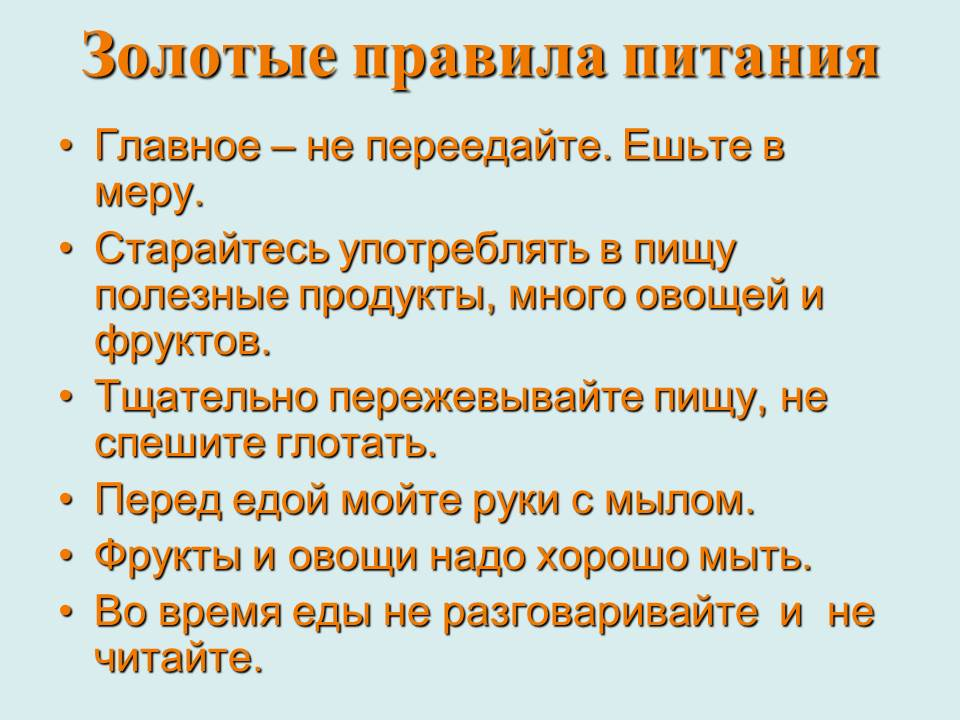 Золотые правила питания
• Главное – не переедайте. Ешьте в
меру.
• Старайтесь употреблять в пищу
полезные продукты, много овощей и
фруктов.
• Тщательно пережевывайте пищу, не
спешите глотать.
• Перед едой мойте руки с мылом.
• Фрукты и овощи надо хорошо мыть.
• Во время еды не разговаривайте и не
читайте.